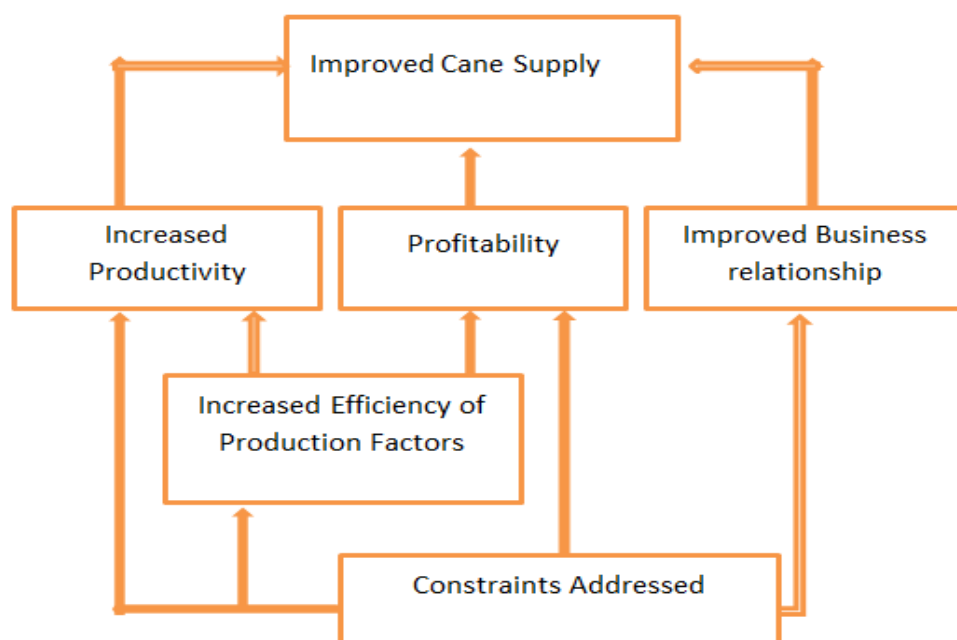 Improved Cane Supply
Increased
Productivity
Profitability
Improved Business
relationship
Increased Efficiency of
Production Factors
Constraints Addressed